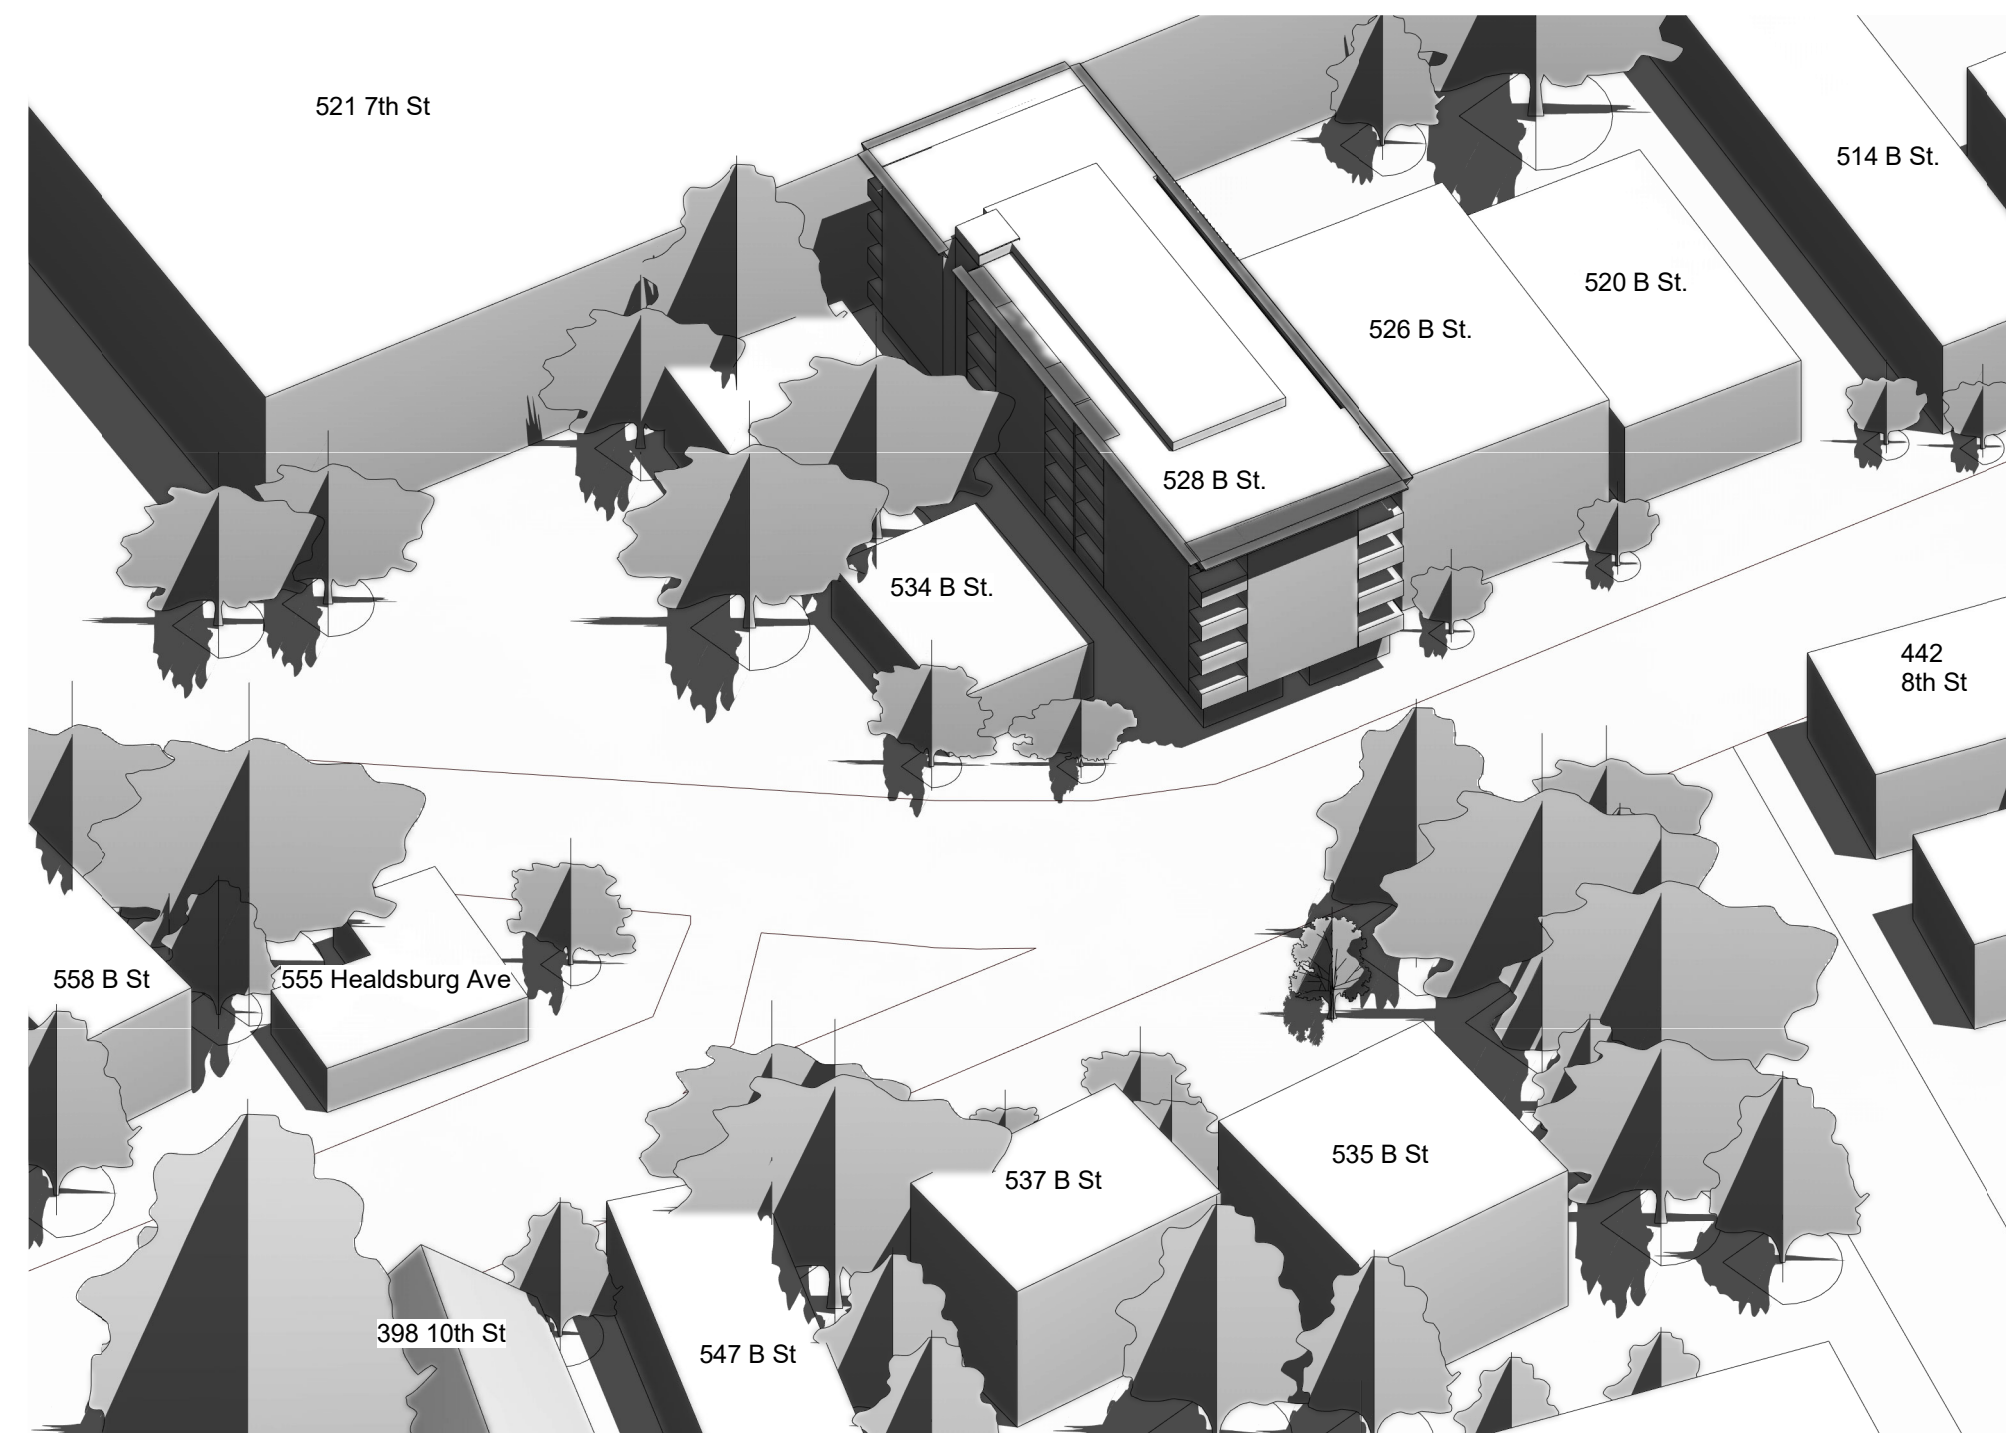 521 7th St
514 B St.
520 B St.
526 B St.
528 B St.
534 B St.
442
8th St
558 B St
555 Healdsburg Ave
535 B St
537 B St
398 10th St
547 B St